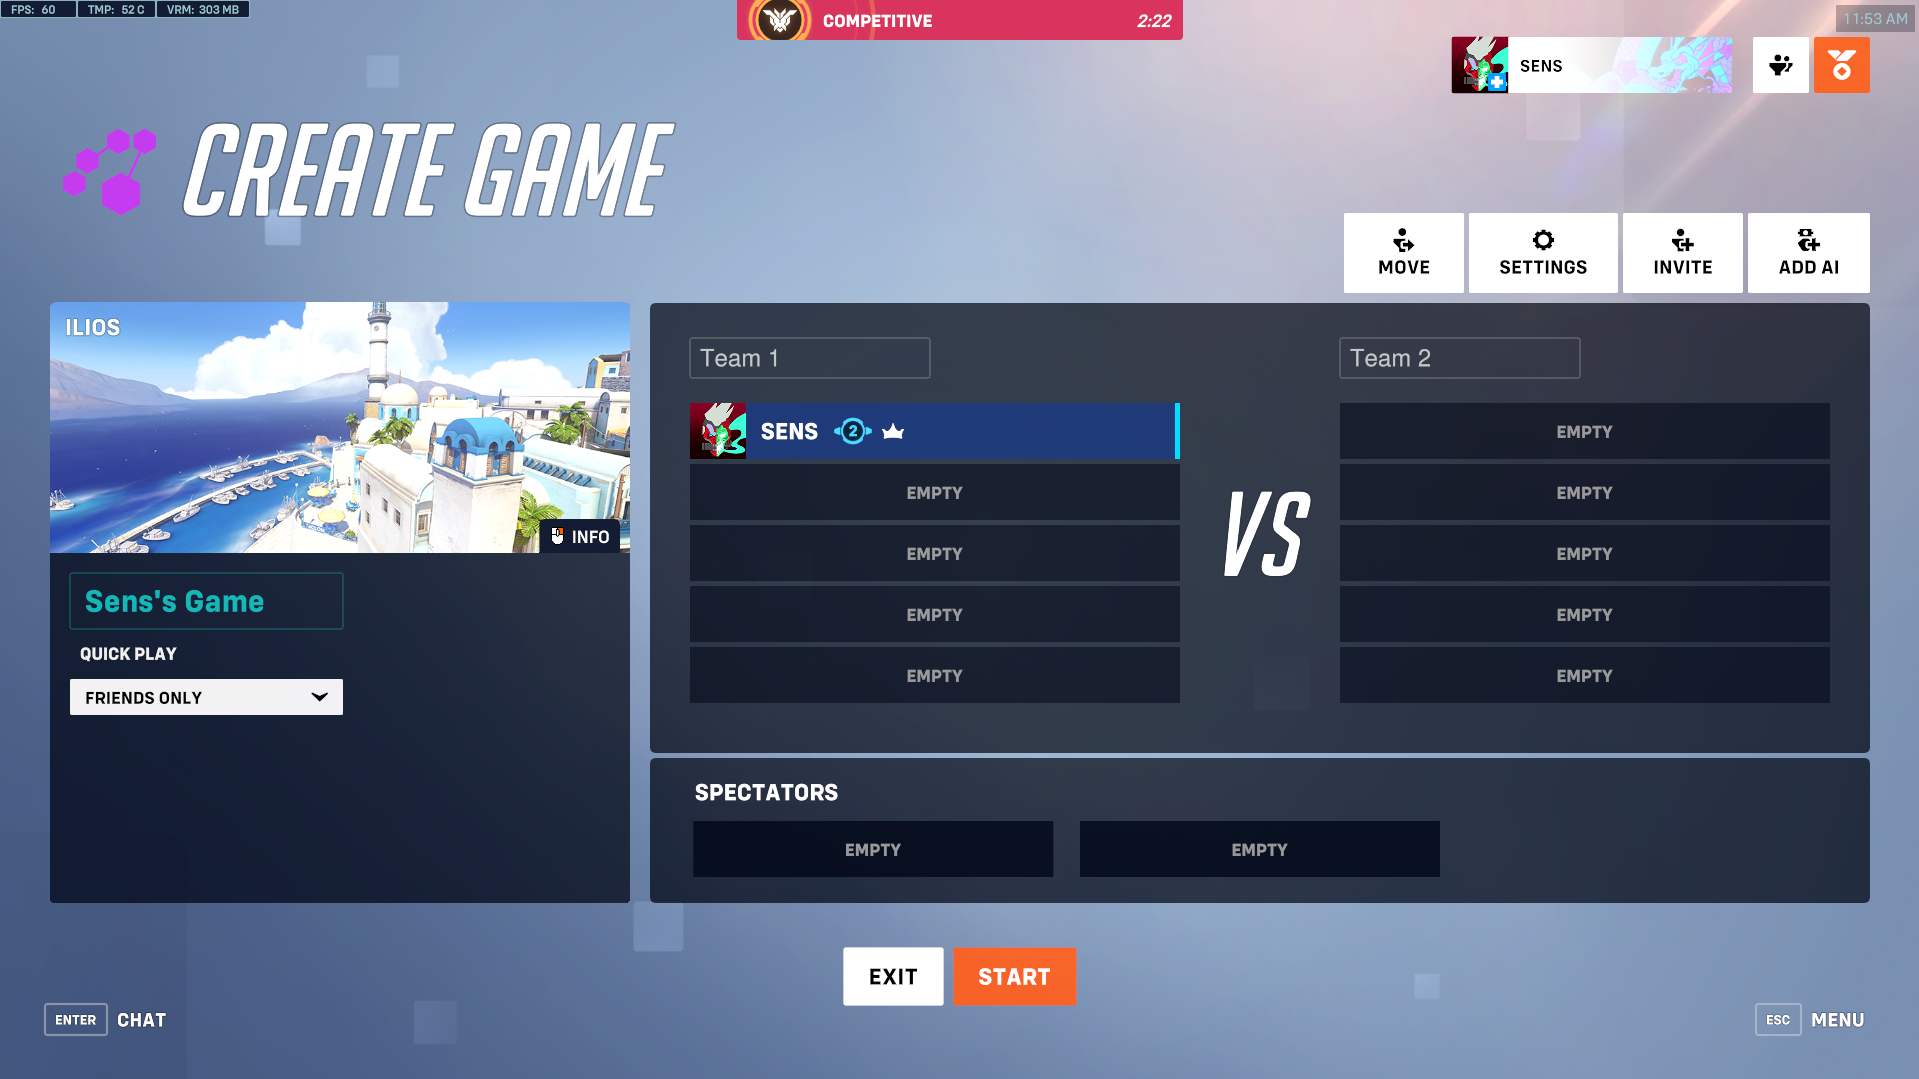 FPS: 60 TMP: 52 C VRM: 303 MB
COMPETITIVE 2:22
11:53 AM
SENS
CREATE GAME
MOVE SETTINGS INVITE ADD AI
ILIOS
INFO
Sens's Game
QUICK PLAY
FRIENDS ONLY
Team 1
SENS 2
EMPTY
EMPTY
EMPTY
EMPTY
VS
Team 2
EMPTY
EMPTY
EMPTY
EMPTY
EMPTY
SPECTATORS
EMPTY EMPTY
EXIT START
ENTER CHAT
ESC MENU